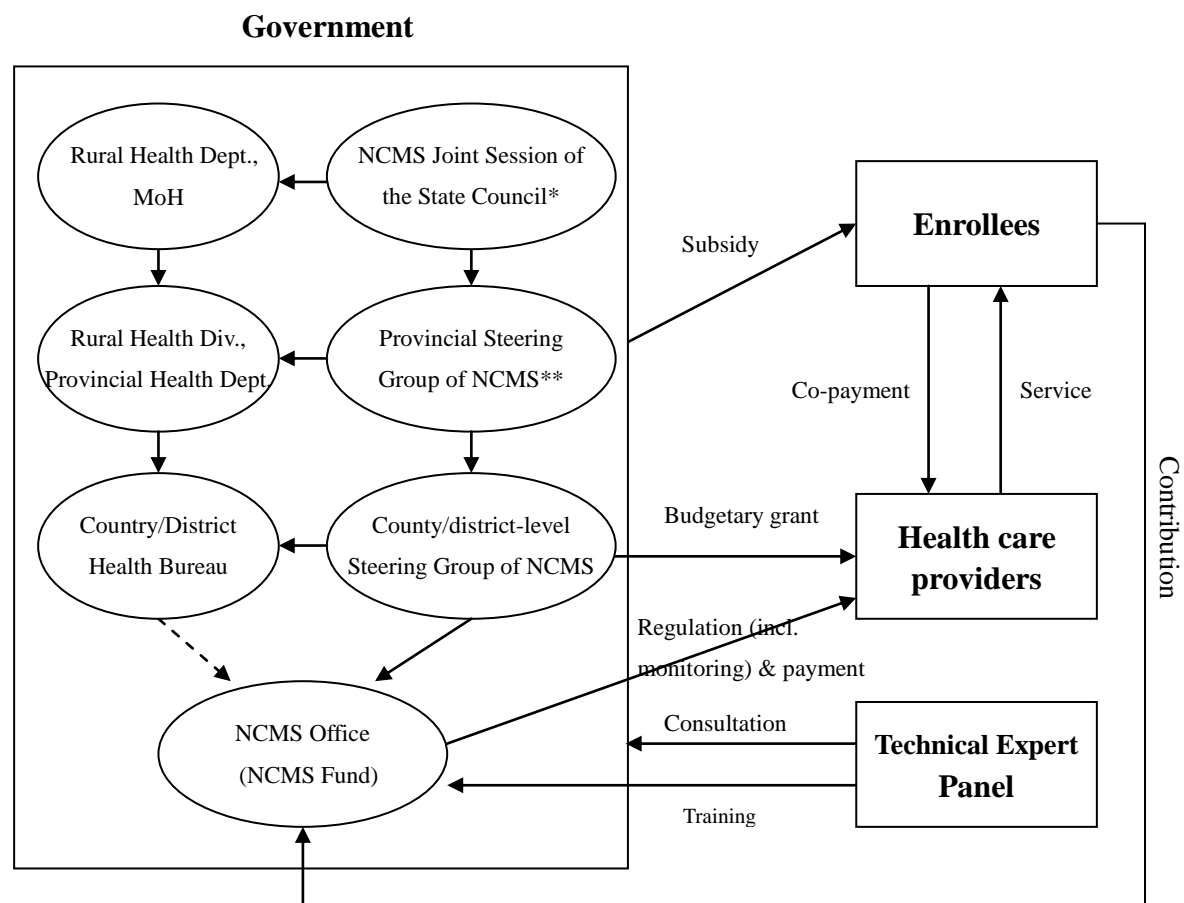 Government
Rural Health Dept.,
MoH
NCMS Joint Session of
the State Council*
Enrollees
Subsidy
Rural Health Div.,
Provincial Health Dept.
Provincial Steering
Group of NCMS**
Co-payment
Service
Contribution
Country/District
Health Bureau
County/district-level
Steering Group of NCMS
Budgetary grant
Health care
providers
Regulation (incl.
monitoring) & payment
NCMS Office
(NCMS Fund)
Consultation
Technical Expert
Panel
Training